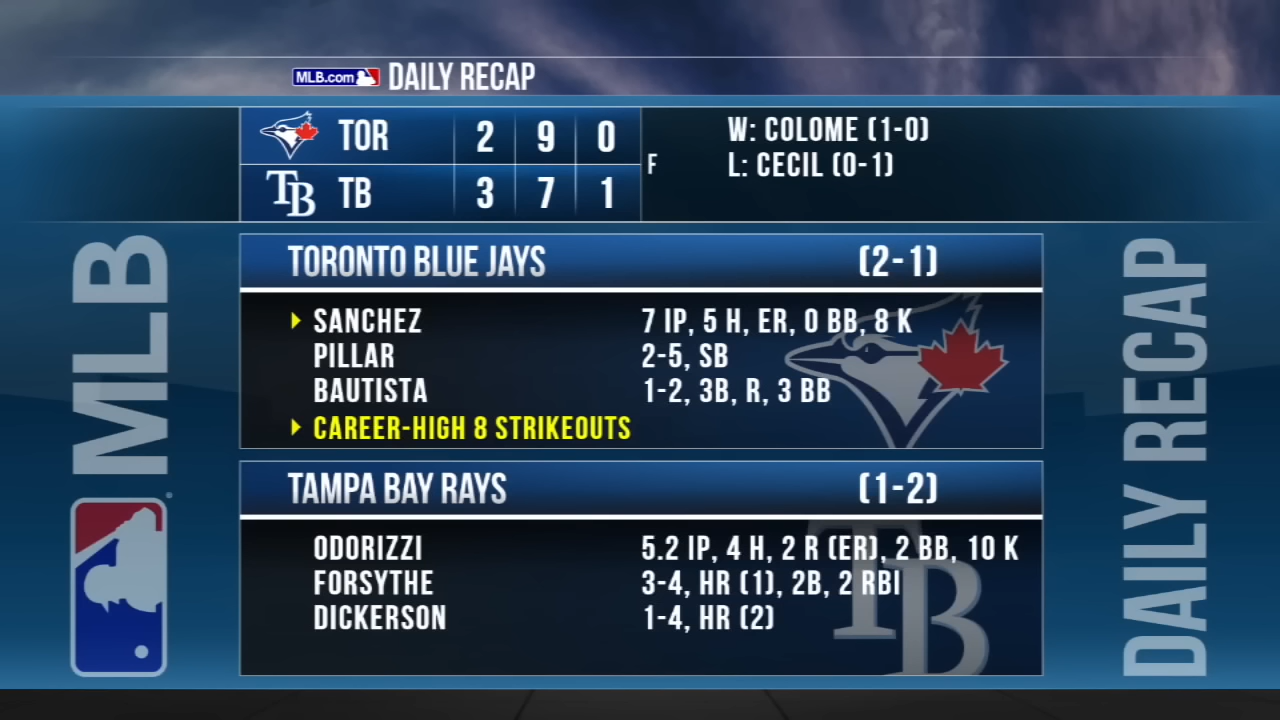 MLB.com DAILY RECAP
TOR 2 9 0
TB 3 7 1
F
W: COLOME (1-0)
L: CECIL (0-1)
TORONTO BLUE JAYS (2-1)
SANCHEZ 7 IP, 5 H, ER, 0 BB, 8 K
PILLAR 2-5, SB
BAUTISTA 1-2, 3B, R, 3 BB
CAREER-HIGH 8 STRIKEOUTS
TAMPA BAY RAYS (1-2)
ODORIZZI 5.2 IP, 4 H, 2 R (ER), 2 BB, 10 K
FORSYTHE 3-4, HR (1), 2B, 2 RBI
DICKERSON 1-4, HR (2)
TB
TB
MLB
DAILY RECAP